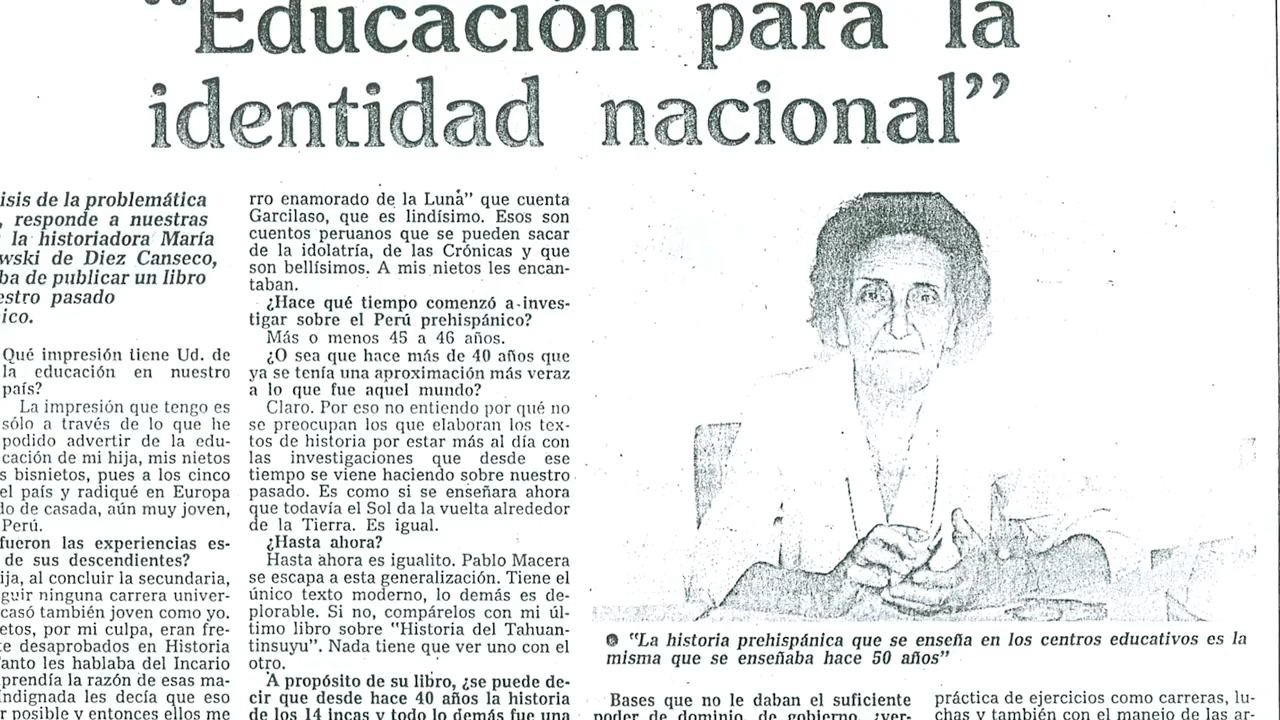 “Educación para la
identidad nacional”
isis de la problemática
, responde a nuestras
la historiadora María
wski de Diez Canseco,
ba de publicar un libro
estro pasado
ico.
Qué impresión tiene Ud. de
la educación en nuestro
país?
La impresión que tengo es
sólo a través de lo que he
podido advertir de la edu-
cación de mi hija, mis nietos
s bisnietos, pues a los cinco
el país y radiqué en Europa
do de casada, aún muy joven,
Perú.
fueron las experiencias es-
de sus descendientes?
ija, al concluir la secundaria,
guir ninguna carrera univer-
casó también joven como yo.
etos, por mi culpa, eran fre-
te desaprobados en Historia
Tanto les hablaba del Incario
prendía la razón de esas ma-
indignada les decía que eso
r posible y entonces ellos me
rro enamorado de la Luna” que cuenta
Garcilaso, que es lindísimo. Esos son
cuentos peruanos que se pueden sacar
de la idolatría, de las Crónicas y que
son bellísimos. A mis nietos les encan-
taban.
¿Hace qué tiempo comenzó a inves-
tigar sobre el Perú prehispánico?
Más o menos 45 a 46 años.
¿O sea que hace más de 40 años que
ya se tenía una aproximación más veraz
a lo que fue aquel mundo?
Claro. Por eso no entiendo por qué no
se preocupan los que elaboran los tex-
tos de historia por estar más al día con
las investigaciones que desde ese
tiempo se viene haciendo sobre nuestro
pasado. Es como si se enseñara ahora
que todavía el Sol da la vuelta alrededor
de la Tierra. Es igual.
¿Hasta ahora?
Hasta ahora es igualito. Pablo Macera
se escapa a esta generalización. Tiene el
único texto moderno, lo demás es de-
plorable. Si no, compárelos con mi úl-
timo libro sobre "Historia del Tahuan-
tinsuyu". Nada tiene que ver uno con el
otro.
A propósito de su libro, ¿se puede de-
cir que desde hace 40 años la historia
de los 14 incas y todo lo demás fue una
“La historia prehispánica que se enseña en los centros educativos es la
misma que se enseñaba hace 50 años”
Bases que no le daban el suficiente
poder de dominio, de gobierno, ¿ver-
práctica de ejercicios como carreras, lu-
chas y también con el manejo de las ar-